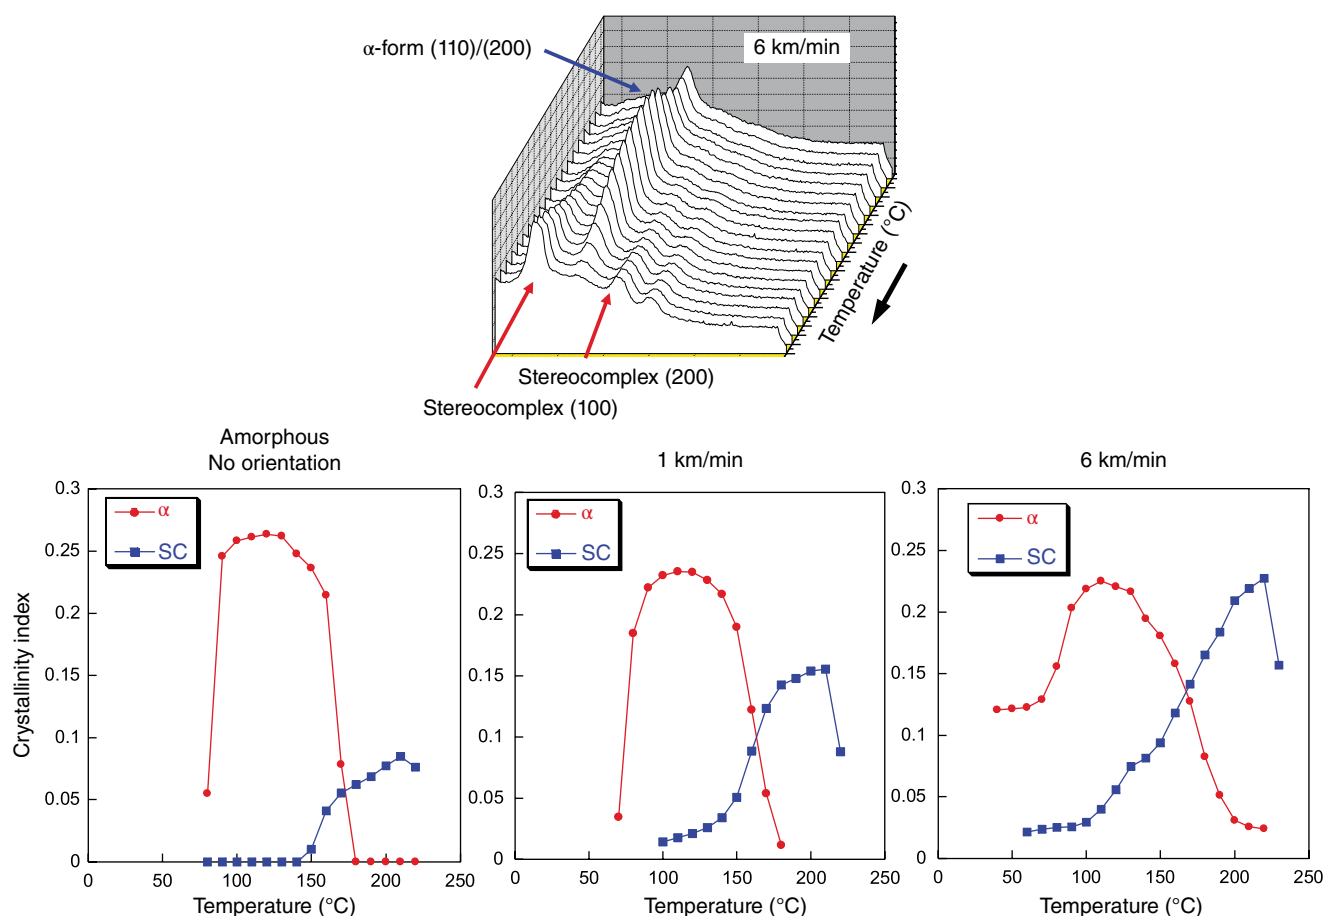 6 km/min
α-form (110)/(200)
Temperature (°C)
Stereocomplex (200)
Stereocomplex (100)
Amorphous
No orientation
1 km/min
6 km/min
Crystallinity index
0.3
0.25
0.2
0.15
0.1
0.05
0
α
SC
0 50 100 150 200 250
Temperature (°C)
0.3
0.25
0.2
0.15
0.1
0.05
0
α
SC
0 50 100 150 200 250
Temperature (°C)
0.3
0.25
0.2
0.15
0.1
0.05
0
α
SC
0 50 100 150 200 250
Temperature (°C)